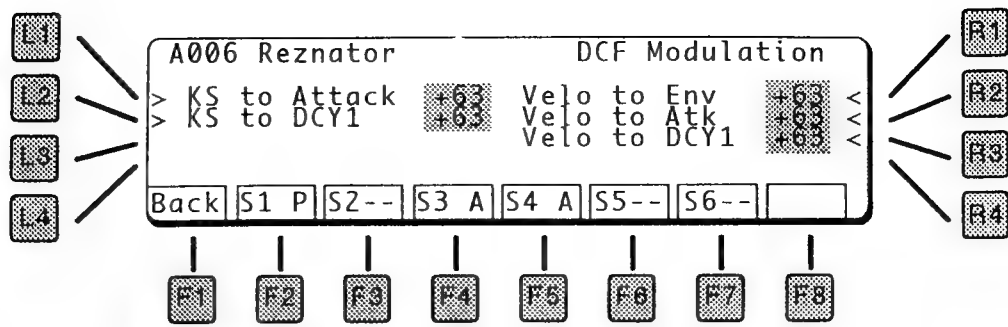 L1
L2
L3
L4
A006 Reznator DCF Modulation
> KS to Attack +63 Velo to Env +63 <
> KS to DCY1 +63 Velo to Atk +63 <
Velo to DCY1 +63 <
Back S1 P S2-- S3 A S4 A S5-- S6--
R1
R2
R3
R4
F1 F2 F3 F4 F5 F6 F7 F8